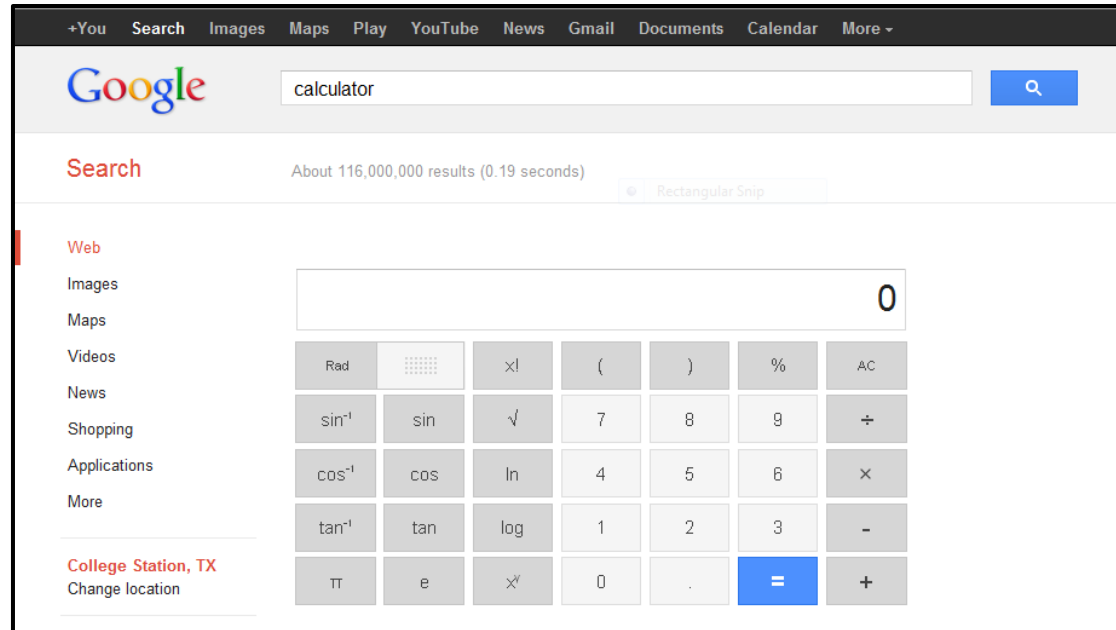 +You Search Images Maps Play YouTube News Gmail Documents Calendar More
Google calculator
Search About 116,000,000 results (0.19 seconds)
Rectangular Snip
Web
Images
Maps
Videos
News
Shopping
Applications
More
College Station, TX
Change location
0
Rad x! ( ) % AC
sin⁻¹ sin √ 7 8 9 ÷
cos⁻¹ cos ln 4 5 6 ×
tan⁻¹ tan log 1 2 3 -
π e xʸ 0 . = +